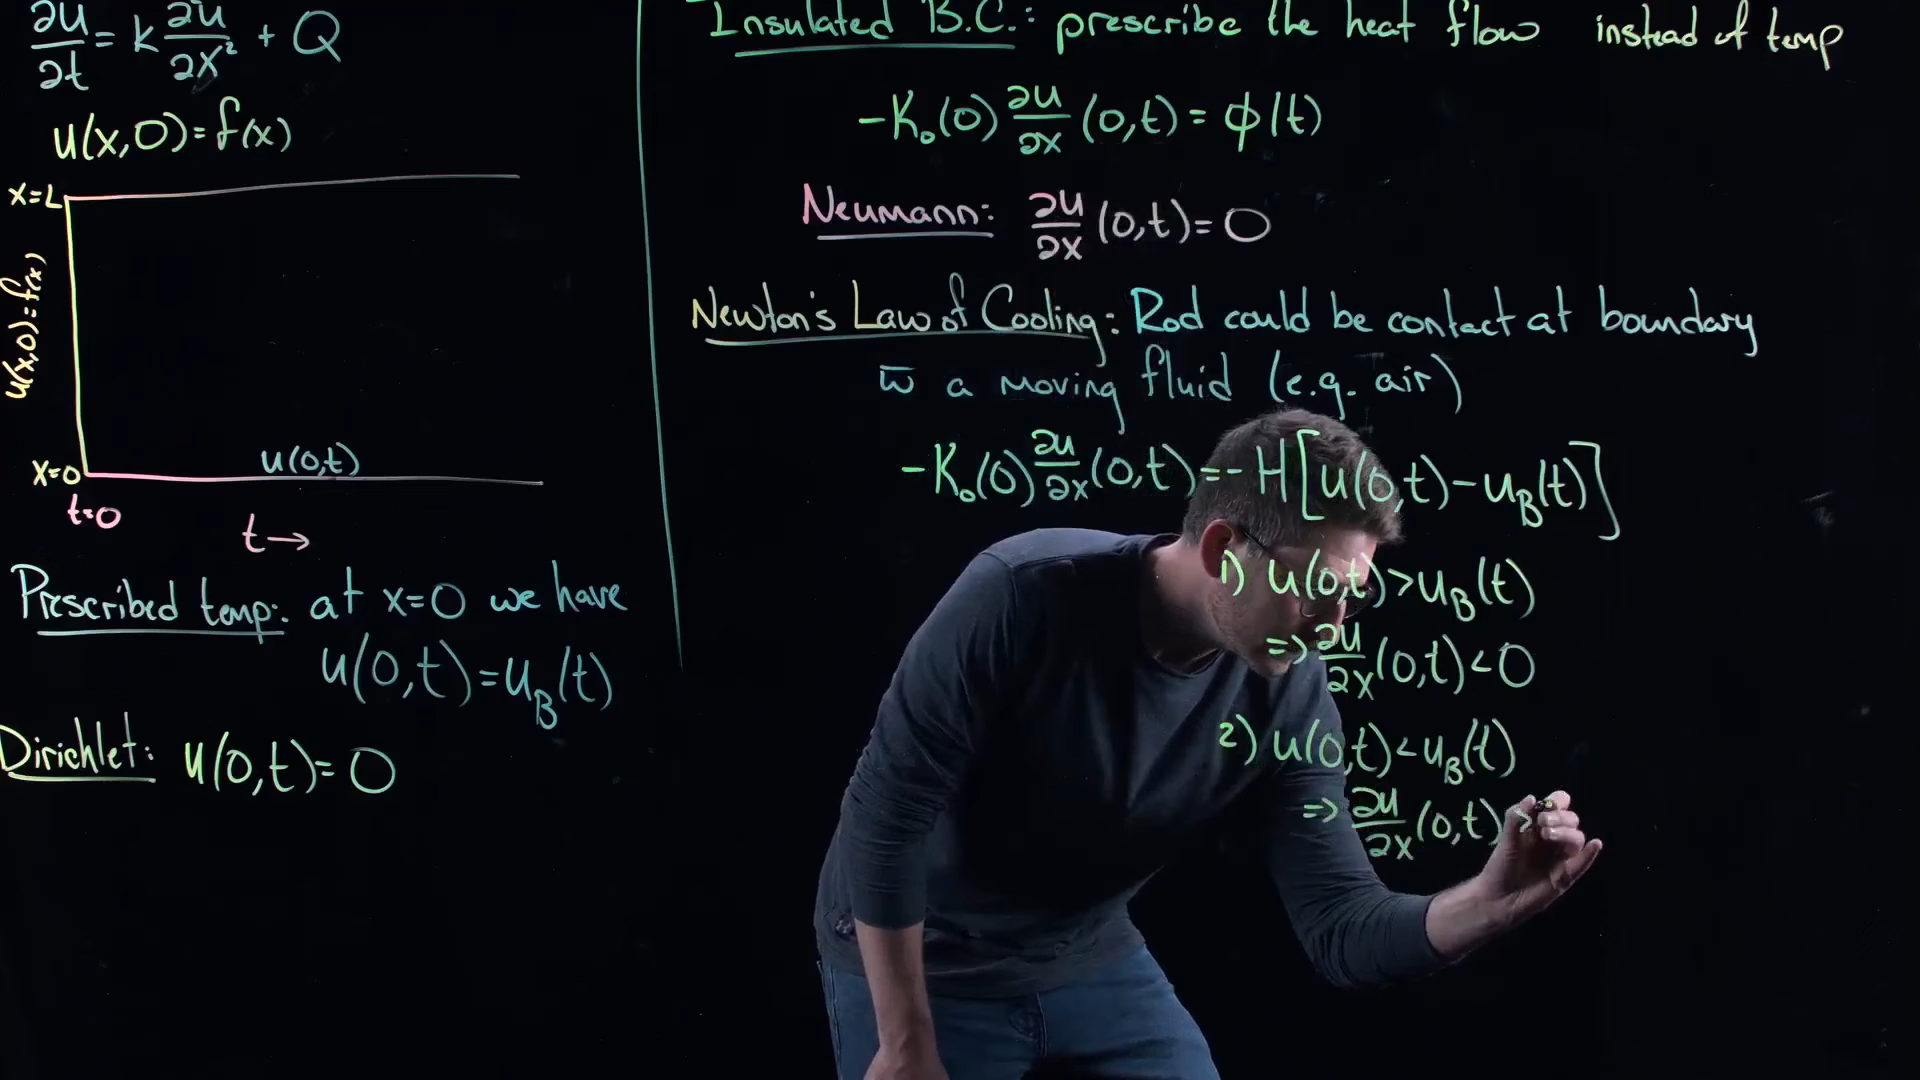 ∂u/∂t = k ∂u/∂x² + Q
u(x,0)=f(x)
x=L
u(x,0)=f(x)
x=0
u(0,t)
t=0
t→
Prescribed temp: at x=0 we have
u(0,t)=u_B(t)
Dirichlet: u(0,t)=0
Insulated B.C.: prescribe the heat flow instead of temp
-K₀(0) ∂u/∂x (0,t) = φ(t)
Neumann: ∂u/∂x (0,t)=0
Newton's Law of Cooling: Rod could be contact at boundary
w̄ a moving fluid (e.g. air)
-K₀(0) ∂u/∂x (0,t) = -H[u(0,t) - u_B(t)]
1) u(0,t)>u_B(t)
=> ∂u/∂x (0,t)<0
2) u(0,t)<u_B(t)
=> ∂u/∂x (0,t)>